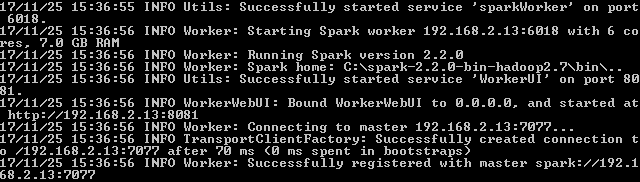 17/11/25 15:36:55 INFO Utils: Successfully started service 'sparkWorker' on port
 6018.
17/11/25 15:36:56 INFO Worker: Starting Spark worker 192.168.2.13:6018 with 6 co
res, 7.0 GB RAM
17/11/25 15:36:56 INFO Worker: Running Spark version 2.2.0
17/11/25 15:36:56 INFO Worker: Spark home: C:\spark-2.2.0-bin-hadoop2.7\bin\..
17/11/25 15:36:56 INFO Utils: Successfully started service 'WorkerUI' on port 80
81.
17/11/25 15:36:56 INFO WorkerWebUI: Bound WorkerWebUI to 0.0.0.0, and started at
 http://192.168.2.13:8081
17/11/25 15:36:56 INFO Worker: Connecting to master 192.168.2.13:7077...
17/11/25 15:36:56 INFO TransportClientFactory: Successfully created connection t
o /192.168.2.13:7077 after 70 ms (0 ms spent in bootstraps)
17/11/25 15:36:56 INFO Worker: Successfully registered with master spark://192.1
68.2.13:7077